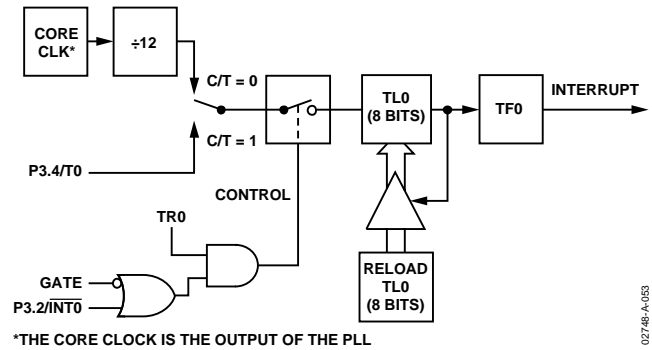 CORE
CLK*
÷12
C/T = 0
C/T = 1
P3.4/T0
TL0
(8 BITS)
TF0
INTERRUPT
CONTROL
TR0
GATE
P3.2/INT0
RELOAD
TL0
(8 BITS)
*THE CORE CLOCK IS THE OUTPUT OF THE PLL
02748-A-053